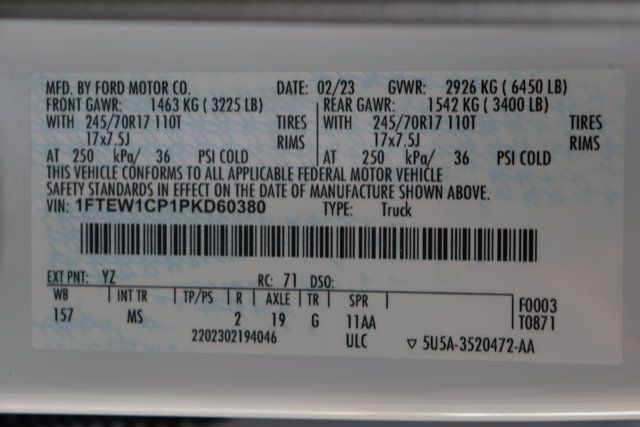 MFD. BY FORD MOTOR CO. DATE: 02/23 GVWR: 2926 KG ( 6450 LB)
FRONT GAWR: 1463 KG ( 3225 LB) REAR GAWR: 1542 KG ( 3400 LB)
WITH 245/70R17 110T TIRES WITH 245/70R17 110T TIRES
17x7.5J RIMS 17x7.5J RIMS
AT 250 kPa/ 36 PSI COLD AT 250 kPa/ 36 PSI COLD
THIS VEHICLE CONFORMS TO ALL APPLICABLE FEDERAL MOTOR VEHICLE
SAFETY STANDARDS IN EFFECT ON THE DATE OF MANUFACTURE SHOWN ABOVE.
VIN: 1FTEW1CP1PKD60380 TYPE: Truck
EXT PNT: YZ RC: 71 DSO:
WB INT TR TP/PS R AXLE TR SPR F0003
157 MS 2 19 G 11AA T0871
2202302194046 ULC ▽ 5U5A-3520472-AA